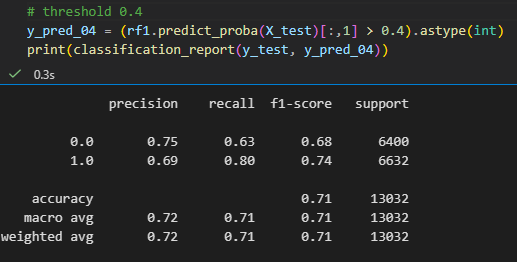 # threshold 0.4
y_pred_04 = (rf1.predict_proba(X_test)[:,1] > 0.4).astype(int)
print(classification_report(y_test, y_pred_04))
✓ 0.3s
precision recall f1-score support
0.0 0.75 0.63 0.68 6400
1.0 0.69 0.80 0.74 6632
accuracy 0.71 13032
macro avg 0.72 0.71 0.71 13032
weighted avg 0.72 0.71 0.71 13032